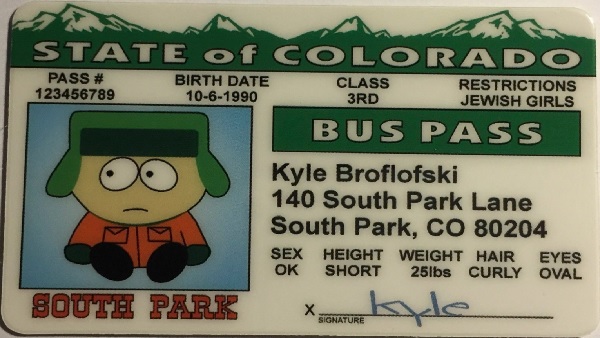 STATE of COLORADO
PASS # BIRTH DATE CLASS RESTRICTIONS
123456789 10-6-1990 3RD JEWISH GIRLS
BUS PASS
Kyle Broflofski
140 South Park Lane
South Park, CO 80204
SEX HEIGHT WEIGHT HAIR EYES
OK SHORT 25lbs CURLY OVAL
SOUTH PARK
X kyle
SIGNATURE